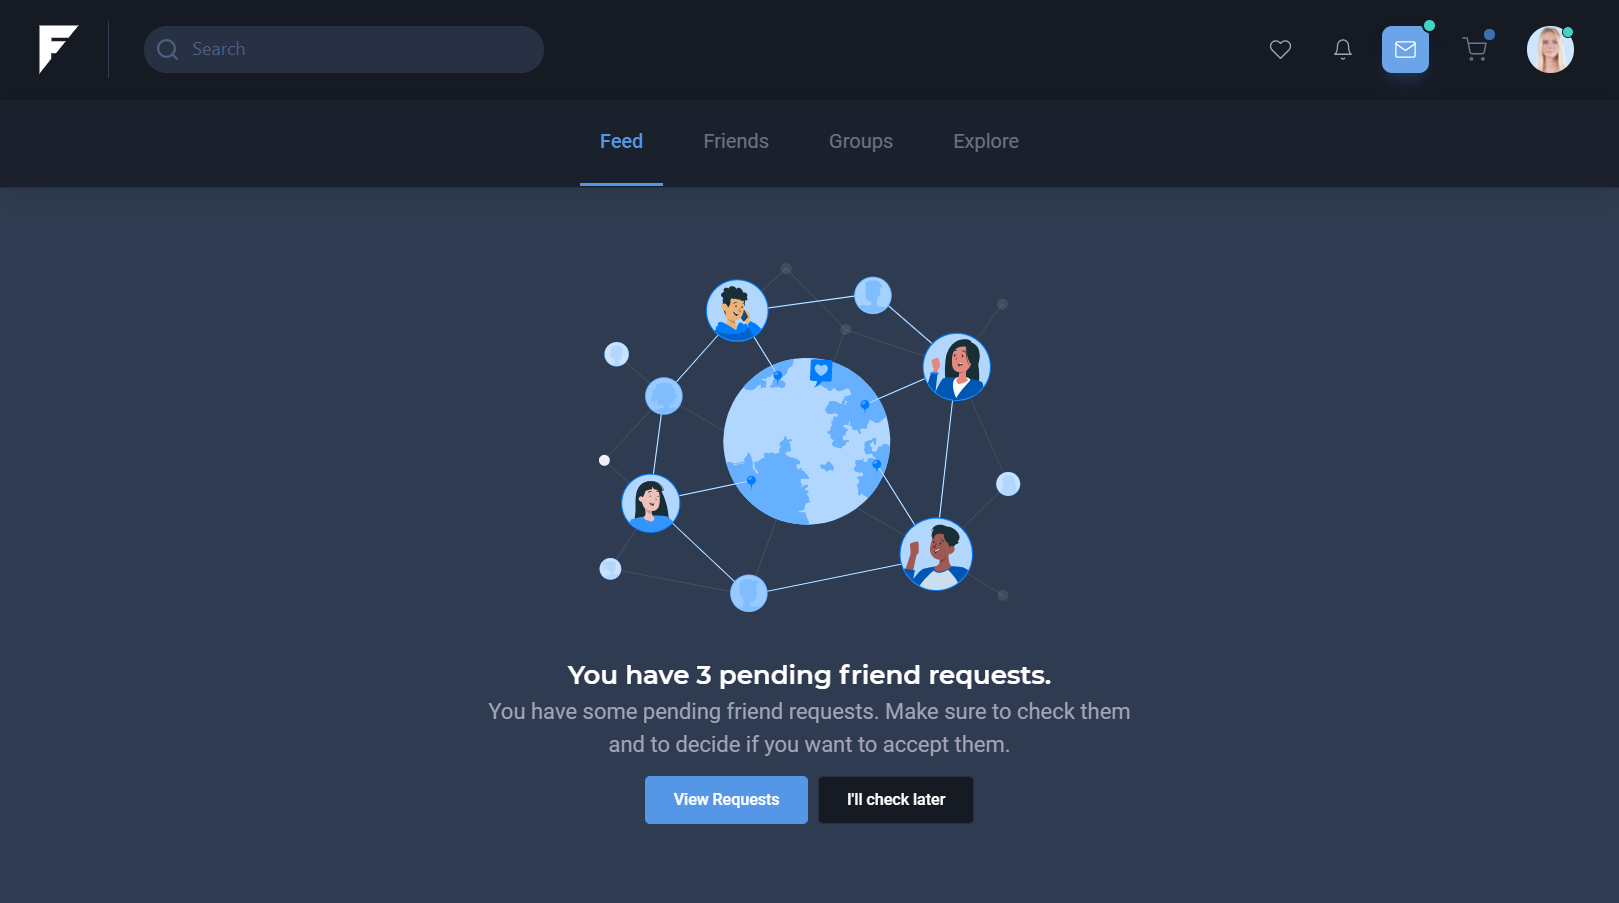 Search
Feed
Friends
Groups
Explore
You have 3 pending friend requests.
You have some pending friend requests. Make sure to check them
and to decide if you want to accept them.
View Requests
I'll check later